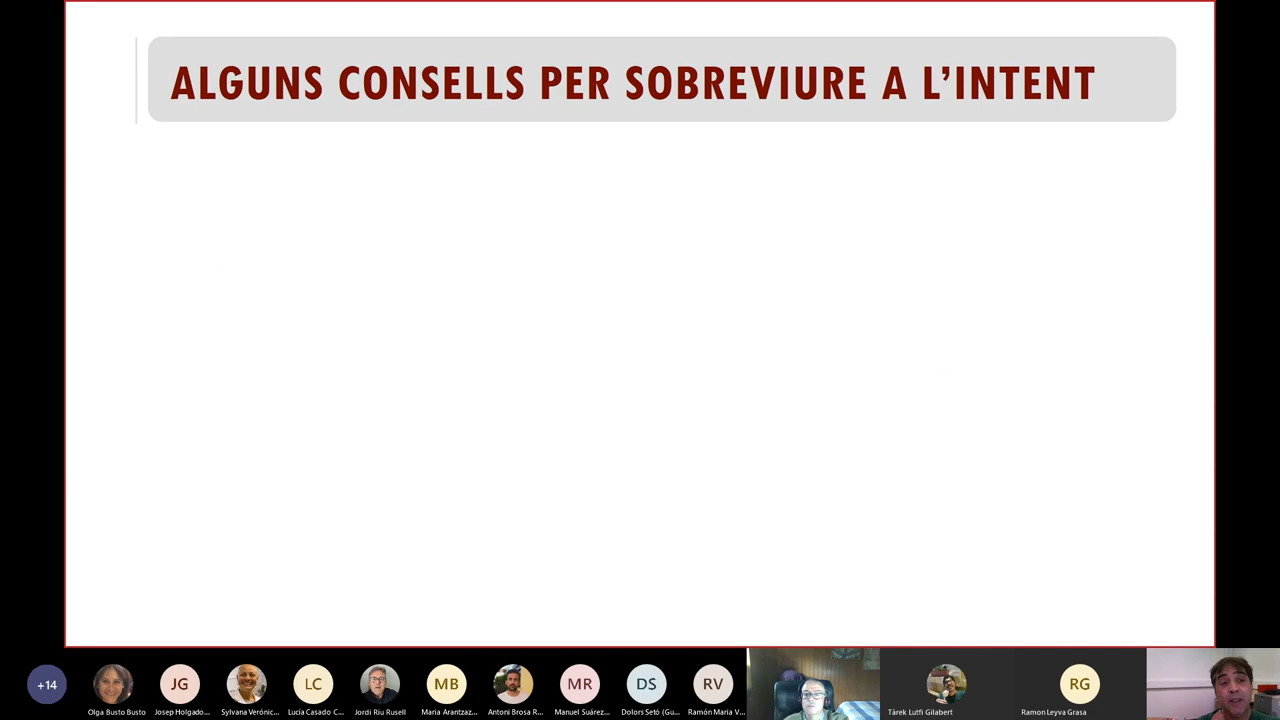 ALGUNS CONSELLS PER SOBREVIURE A L'INTENT
+14
JG
LC
MB
MR
DS
RV
RG
Olga Busto Busto
Josep Holgado...
Sylvana Verónic...
Lucía Casado C...
Jordi Riu Rusell
Maria Arantzaz...
Antoni Brosa R...
Manuel Suárez...
Dolors Setó (Gu...
Ramón Maria V...
Tàrek Lutfi Gilabert
Ramon Leyva Grasa